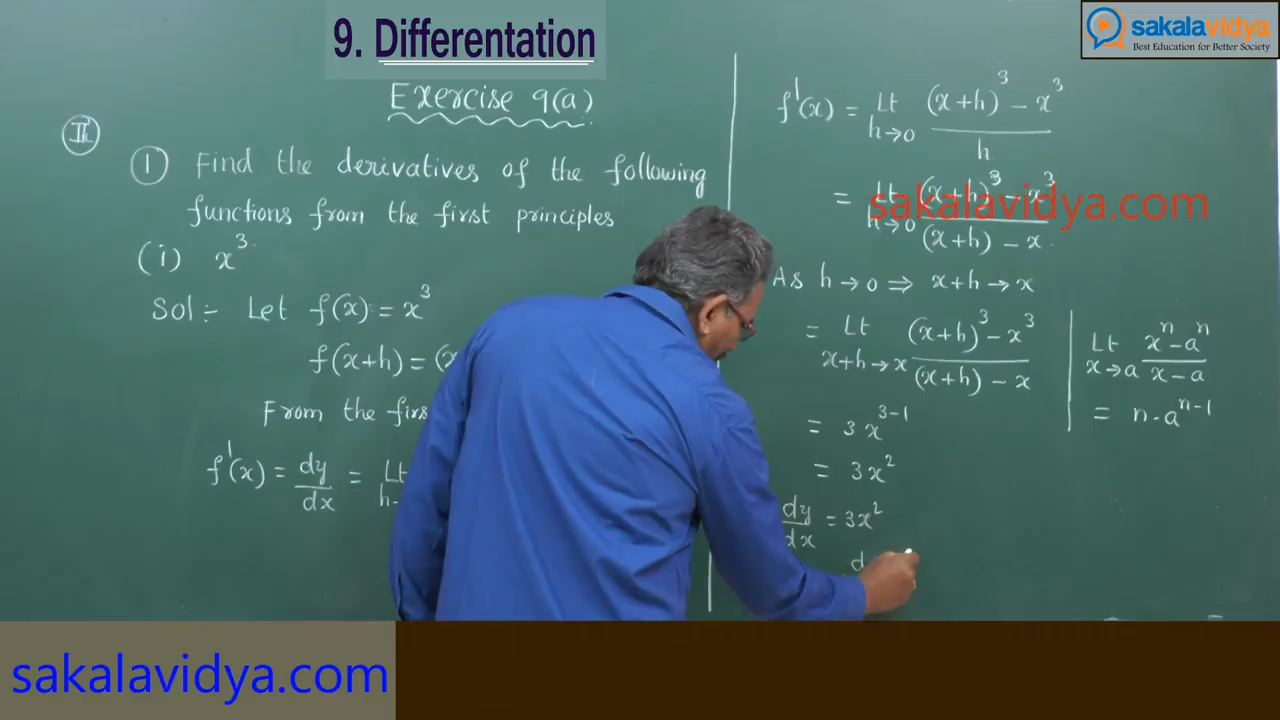 9. Differentation
sakalavidya
Best Education for Better Society
Exercise 9(a)
II
① Find the derivatives of the following
functions from the first principles
(i) x³.
Sol:- Let f(x) = x³
f(x+h) = (x
From the firs
f'(x) = dy/dx = Lt h-
f'(x) = Lt h→0 ((x+h)³ - x³)/h
= Lt h→0 ((x+h)³ - x³)/((x+h) - x).
sakalavidya.com
As h→0 ⇒ x+h→x
= Lt x+h→x ((x+h)³ - x³)/((x+h) - x)
= 3x³⁻¹
= 3x²
dy/dx = 3x²
d
Lt x→a (xⁿ - aⁿ)/(x - a)
= n·aⁿ⁻¹
sakalavidya.com